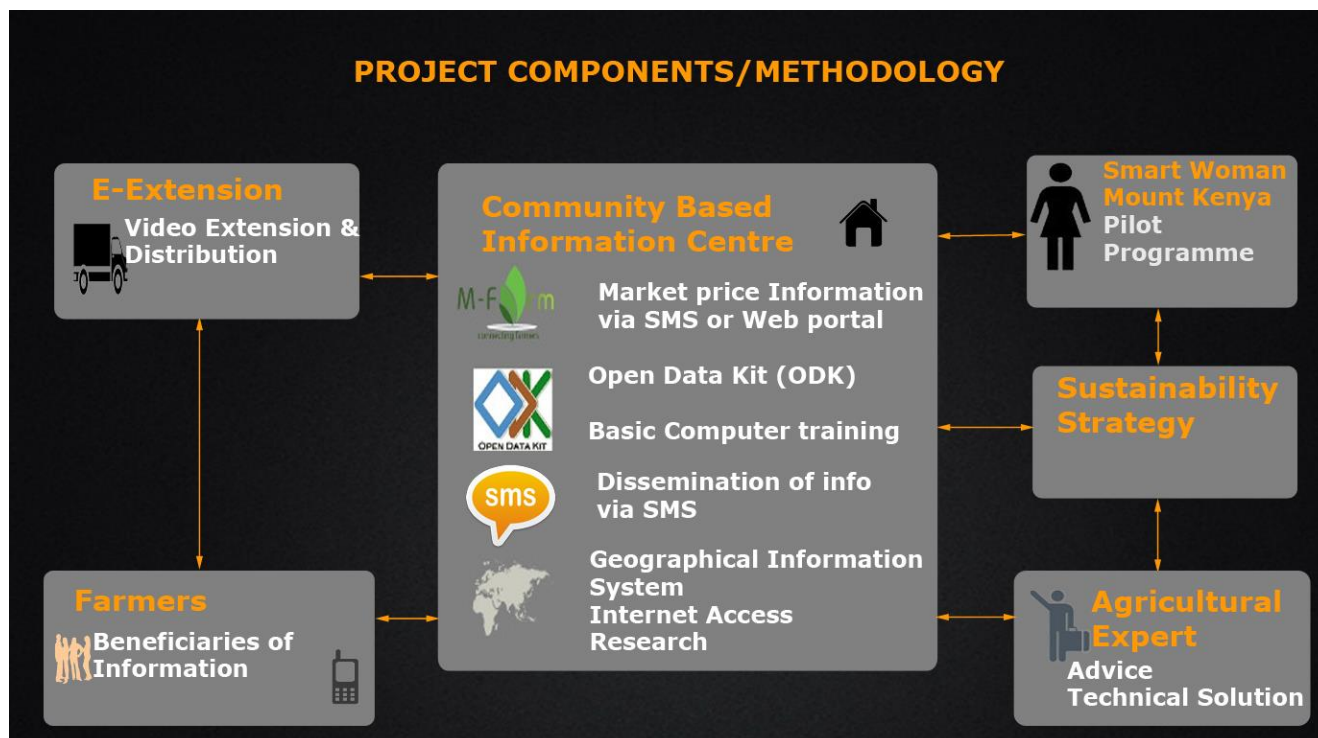 PROJECT COMPONENTS/METHODOLOGY
E-Extension
Video Extension &
Distribution
Farmers
Beneficiaries of
Information
Community Based
Information Centre
M-F m
connecting farmers
Market price Information
via SMS or Web portal
OPEN DATA KIT
Open Data Kit (ODK)
Basic Computer training
sms
Dissemination of info
via SMS
Geographical Information
System
Internet Access
Research
Smart Woman
Mount Kenya
Pilot
Programme
Sustainability
Strategy
Agricultural
Expert
Advice
Technical Solution